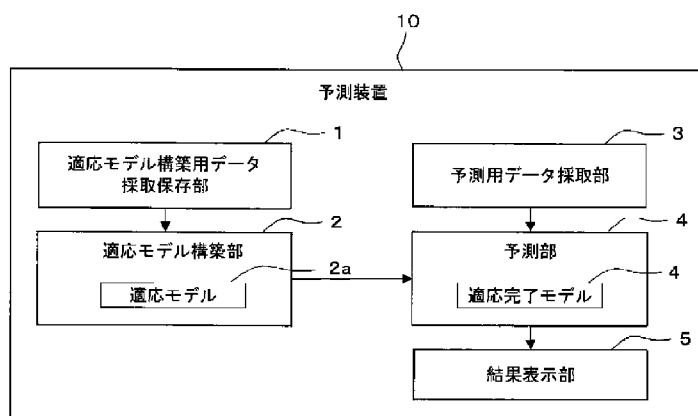 10
予測装置
1
適応モデル構築用データ
採取保存部
3
予測用データ採取部
2
適応モデル構築部
2a
適応モデル
4
予測部
4
適応完了モデル
5
結果表示部